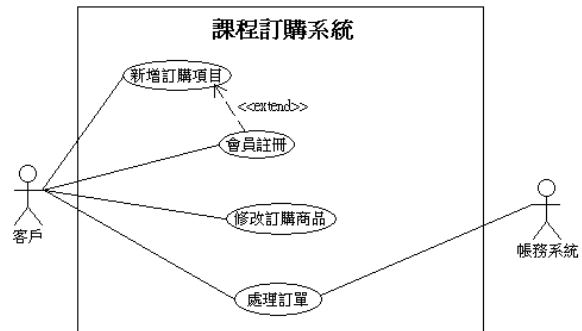 課程訂購系統
新增訂購項目
<<extend>>
會員註冊
修改訂購商品
客戶
帳務系統
處理訂單